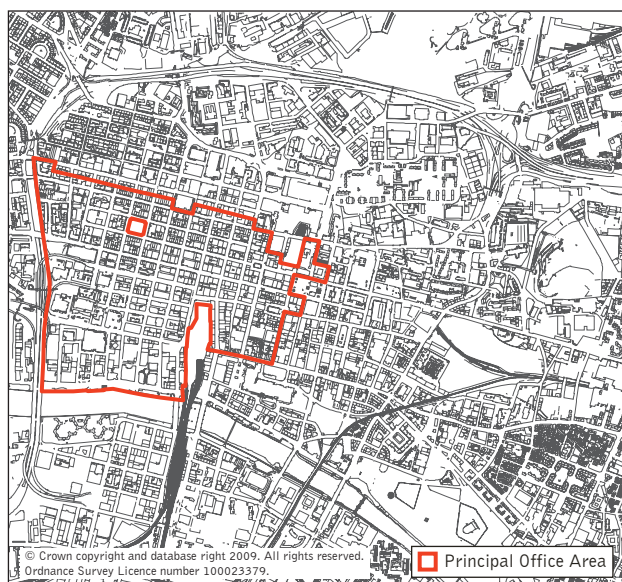 © Crown copyright and database right 2009. All rights reserved.
Ordnance Survey Licence number 100023379.
Principal Office Area